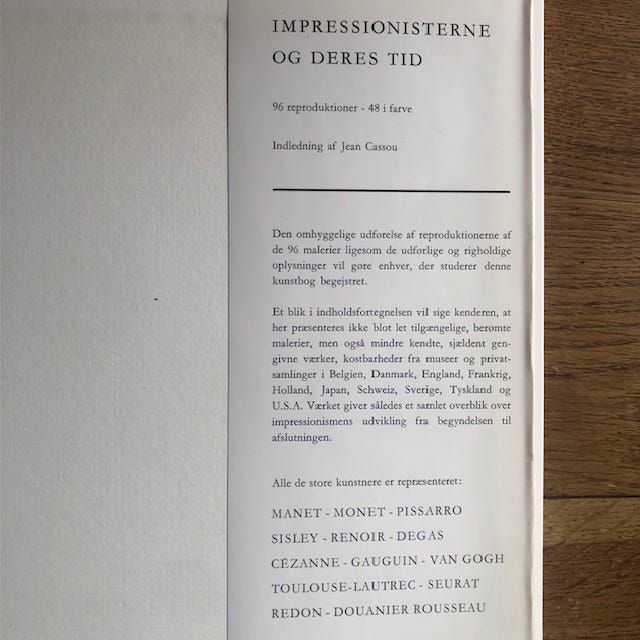 IMPRESSIONISTERNE
OG DERES TID
96 reproduktioner - 48 i farve
Indledning af Jean Cassou
Den omhyggelige udførelse af reproduktionerne af
de 96 malerier ligesom de udførlige og righoldige
oplysninger vil gøre enhver, der studerer denne
kunstbog begejstret.
Et blik i indholdsfortegnelsen vil sige kenderen, at
her præsenteres ikke blot let tilgængelige, berømte
malerier, men også mindre kendte, sjældent gen-
givne værker, kostbarheder fra museer og privat-
samlinger i Belgien, Danmark, England, Frankrig,
Holland, Japan, Schweiz, Sverige, Tyskland og
U.S.A. Værket giver således et samlet overblik over
impressionismens udvikling fra begyndelsen til
afslutningen.
Alle de store kunstnere er repræsenteret:
MANET - MONET - PISSARRO
SISLEY - RENOIR - DEGAS
CÉZANNE - GAUGUIN - VAN GOGH
TOULOUSE-LAUTREC - SEURAT
REDON - DOUANIER ROUSSEAU